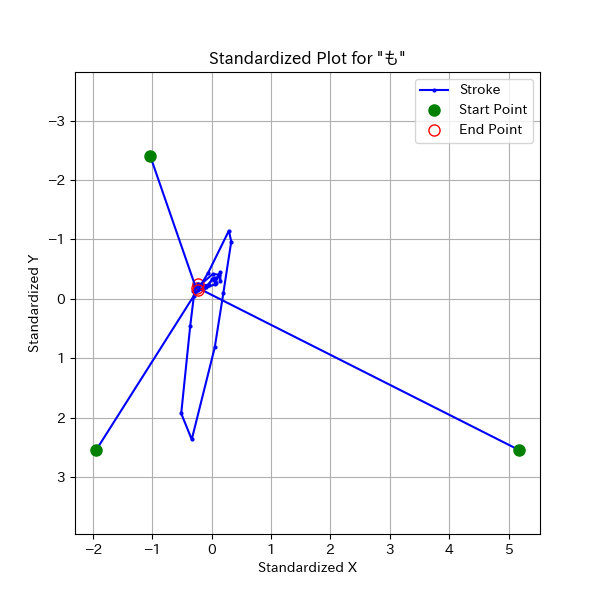 Standardized Plot for "も"
Stroke
Start Point
End Point
Standardized Y
−3
−2
−1
0
1
2
3
−2 −1 0 1 2 3 4 5
Standardized X